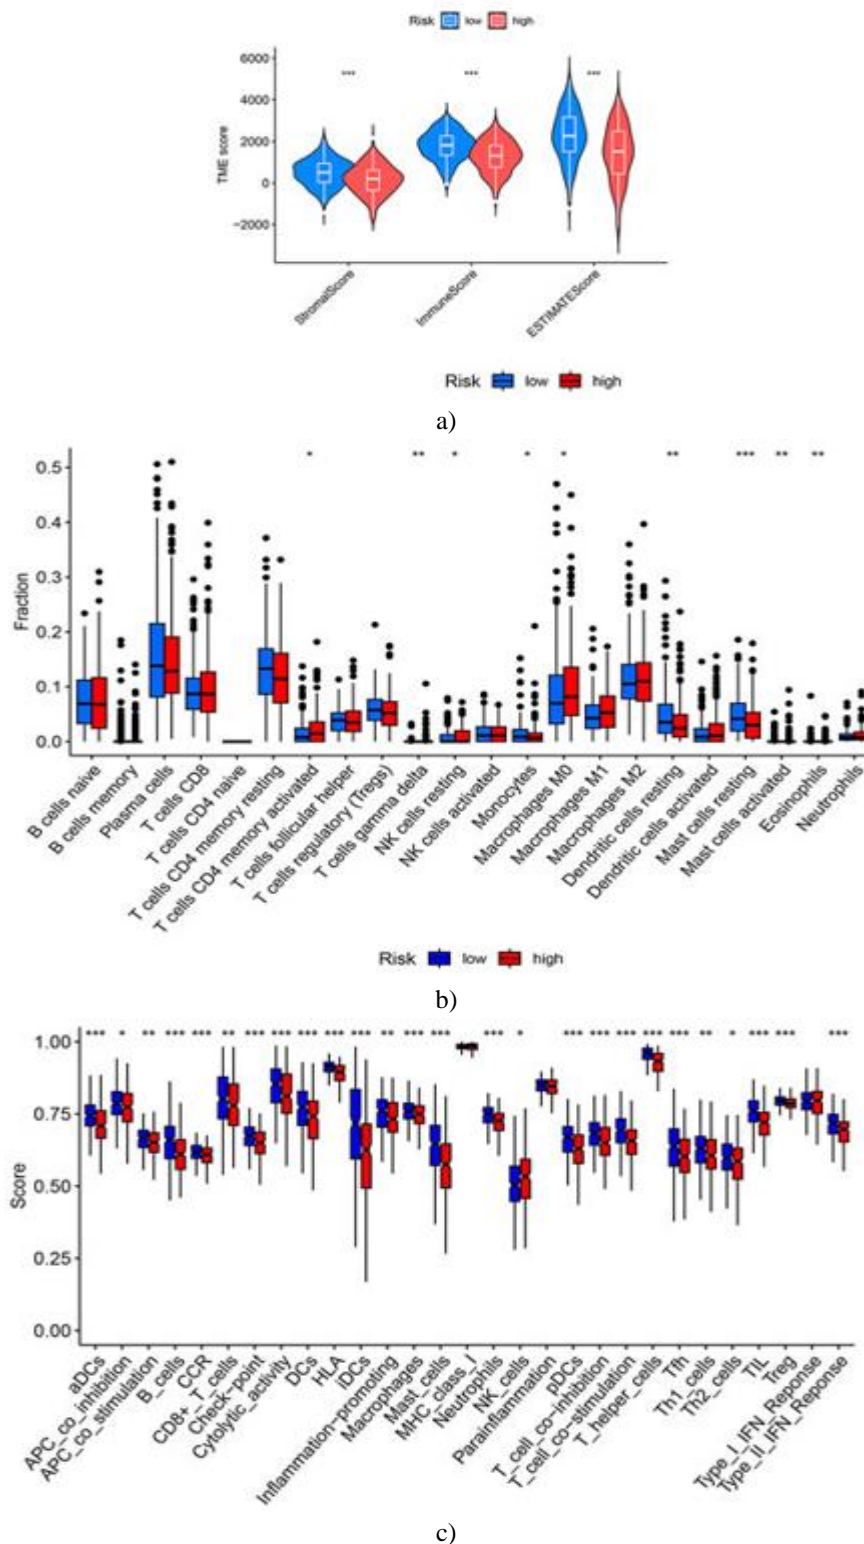 Risk low high
6000
4000
2000
0
−2000
TME score
*** *** ***
StromalScore
ImmuneScore
ESTIMATEScore
Risk low high
a)
0.5
0.4
0.3
0.2
0.1
0.0
Fraction
* ** * * * ** *** ** **
B cells naive
B cells memory
Plasma cells
T cells CD8
T cells CD4 naive
T cells CD4 memory resting
T cells CD4 memory activated
T cells follicular helper
T cells regulatory (Tregs)
T cells gamma delta
NK cells resting
NK cells activated
Monocytes
Macrophages M0
Macrophages M1
Macrophages M2
Dendritic cells resting
Dendritic cells activated
Mast cells resting
Mast cells activated
Eosinophils
Neutrophils
Risk low high
b)
1.00
0.75
0.50
0.25
0.00
Score
*** * ** *** *** ** *** *** *** *** *** ** *** *** *** * *** *** *** *** *** ** * *** *** ***
aDCs
APC_co_inhibition
APC_co_stimulation
B_cells
CCR
CD8+_T_cells
Check-point
Cytolytic_activity
DCs
HLA
iDCs
Inflammation-promoting
Macrophages
Mast_cells
MHC_class_I
Neutrophils
NK_cells
Parainflammation
pDCs
T_cell_co-inhibition
T_cell_co-stimulation
T_helper_cells
Tfh
Th1_cells
Th2_cells
TIL
Treg
Type_I_IFN_Reponse
Type_II_IFN_Reponse
c)